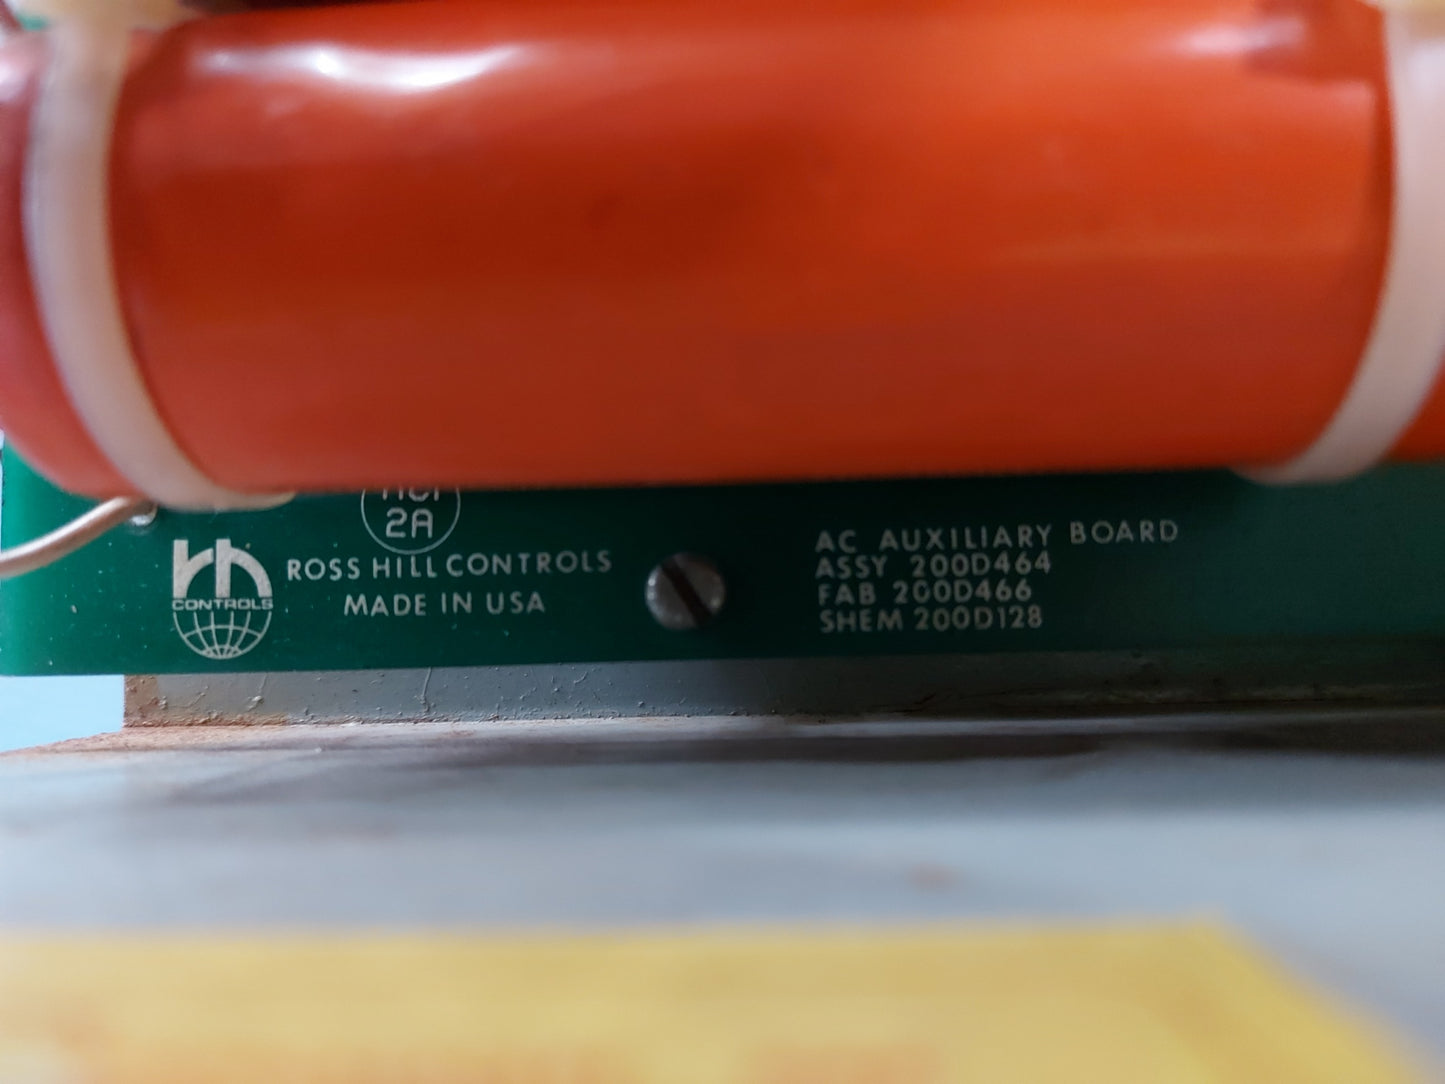 2A
rh
CONTROLS
ROSS HILL CONTROLS
MADE IN USA
AC AUXILIARY BOARD
ASSY 200D464
FAB 200D466
SHEM 200D128